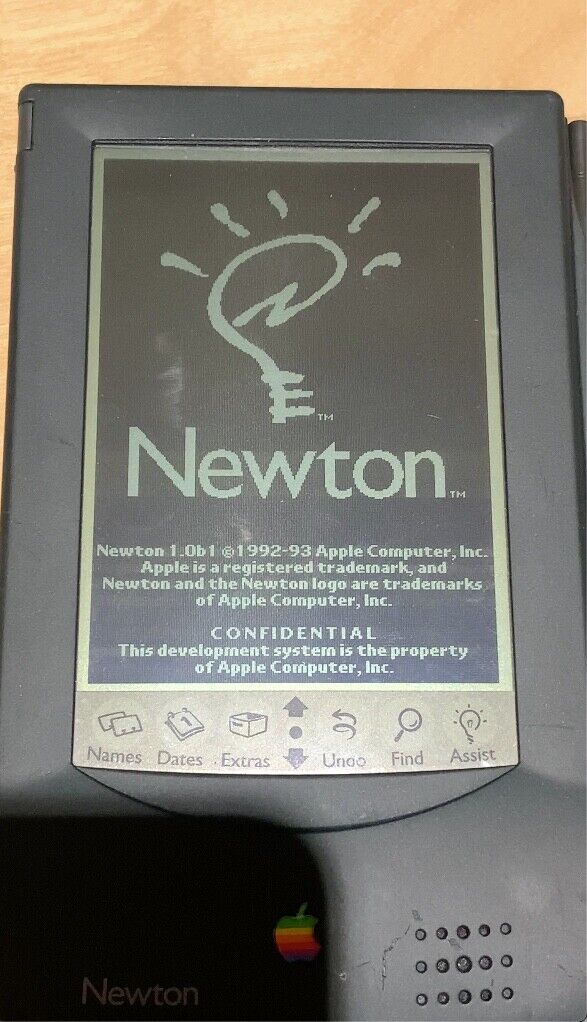 TM
Newton TM
Newton 1.0b1 ©1992-93 Apple Computer, Inc.
Apple is a registered trademark, and
Newton and the Newton logo are trademarks
of Apple Computer, Inc.
CONFIDENTIAL
This development system is the property
of Apple Computer, Inc.
Names Dates Extras Undo Find Assist
Newton